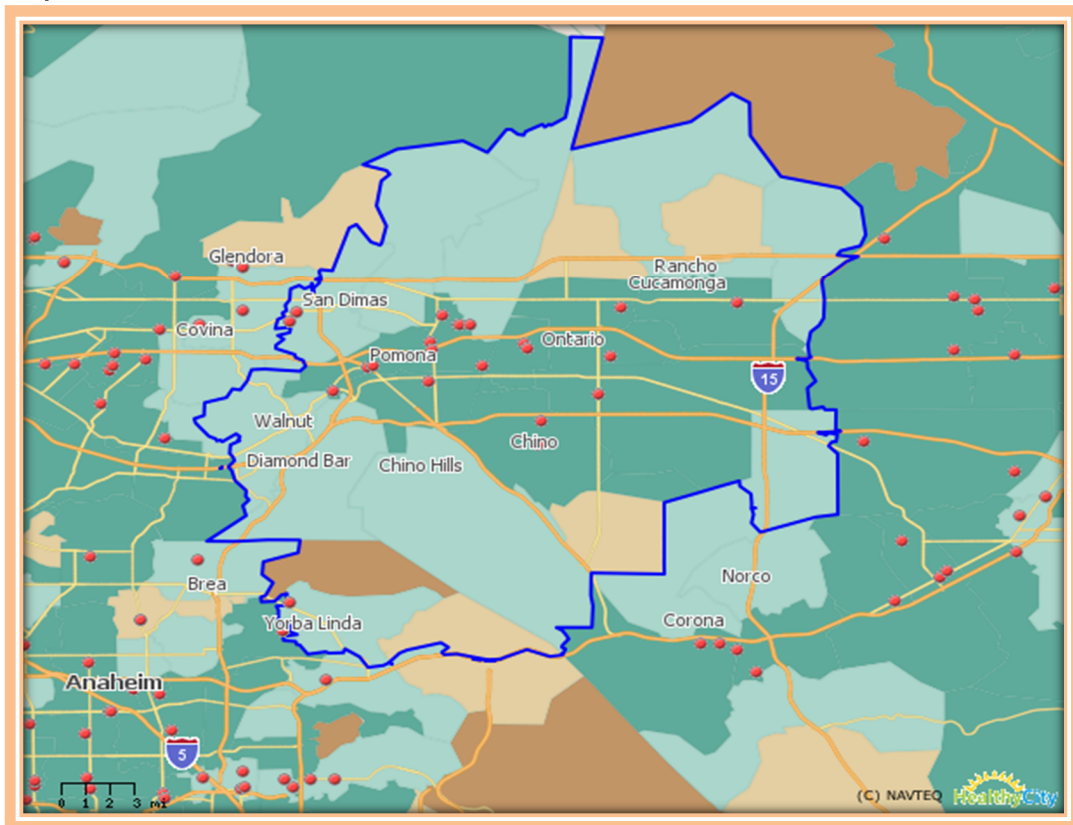 Glendora
Rancho
Cucamonga
San Dimas
Covina
Ontario
Pomona
15
Walnut
Chino
Diamond Bar
Chino Hills
Norco
Brea
Corona
Yorba Linda
Anaheim
5
0 1 2 3 mi
(C) NAVTEQ
HealthyCity